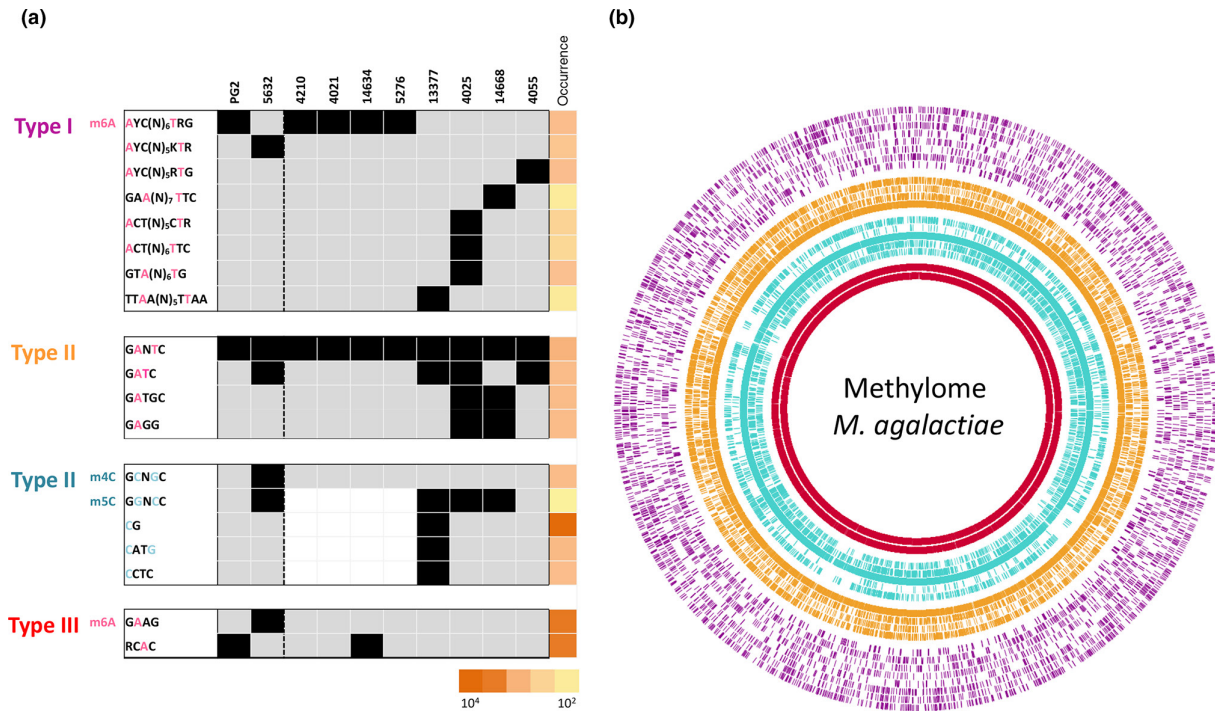 (a)
(b)
PG2 5632 4210 4021 14634 5276 13377 4025 14668 4055 Occurrence
Type I m6A AYC(N)6TRG
AYC(N)5KTR
AYC(N)5RTG
GAA(N)7 TTC
ACT(N)5CTR
ACT(N)6TTC
GTA(N)6TG
TTAA(N)5TTAA
Type II GANTC
GATC
GATGC
GAGG
Type II m4C GCNGC
m5C GGNCC
CG
CATG
CCTC
Type III m6A GAAG
RCAC
10⁴ 10²
Methylome
M. agalactiae